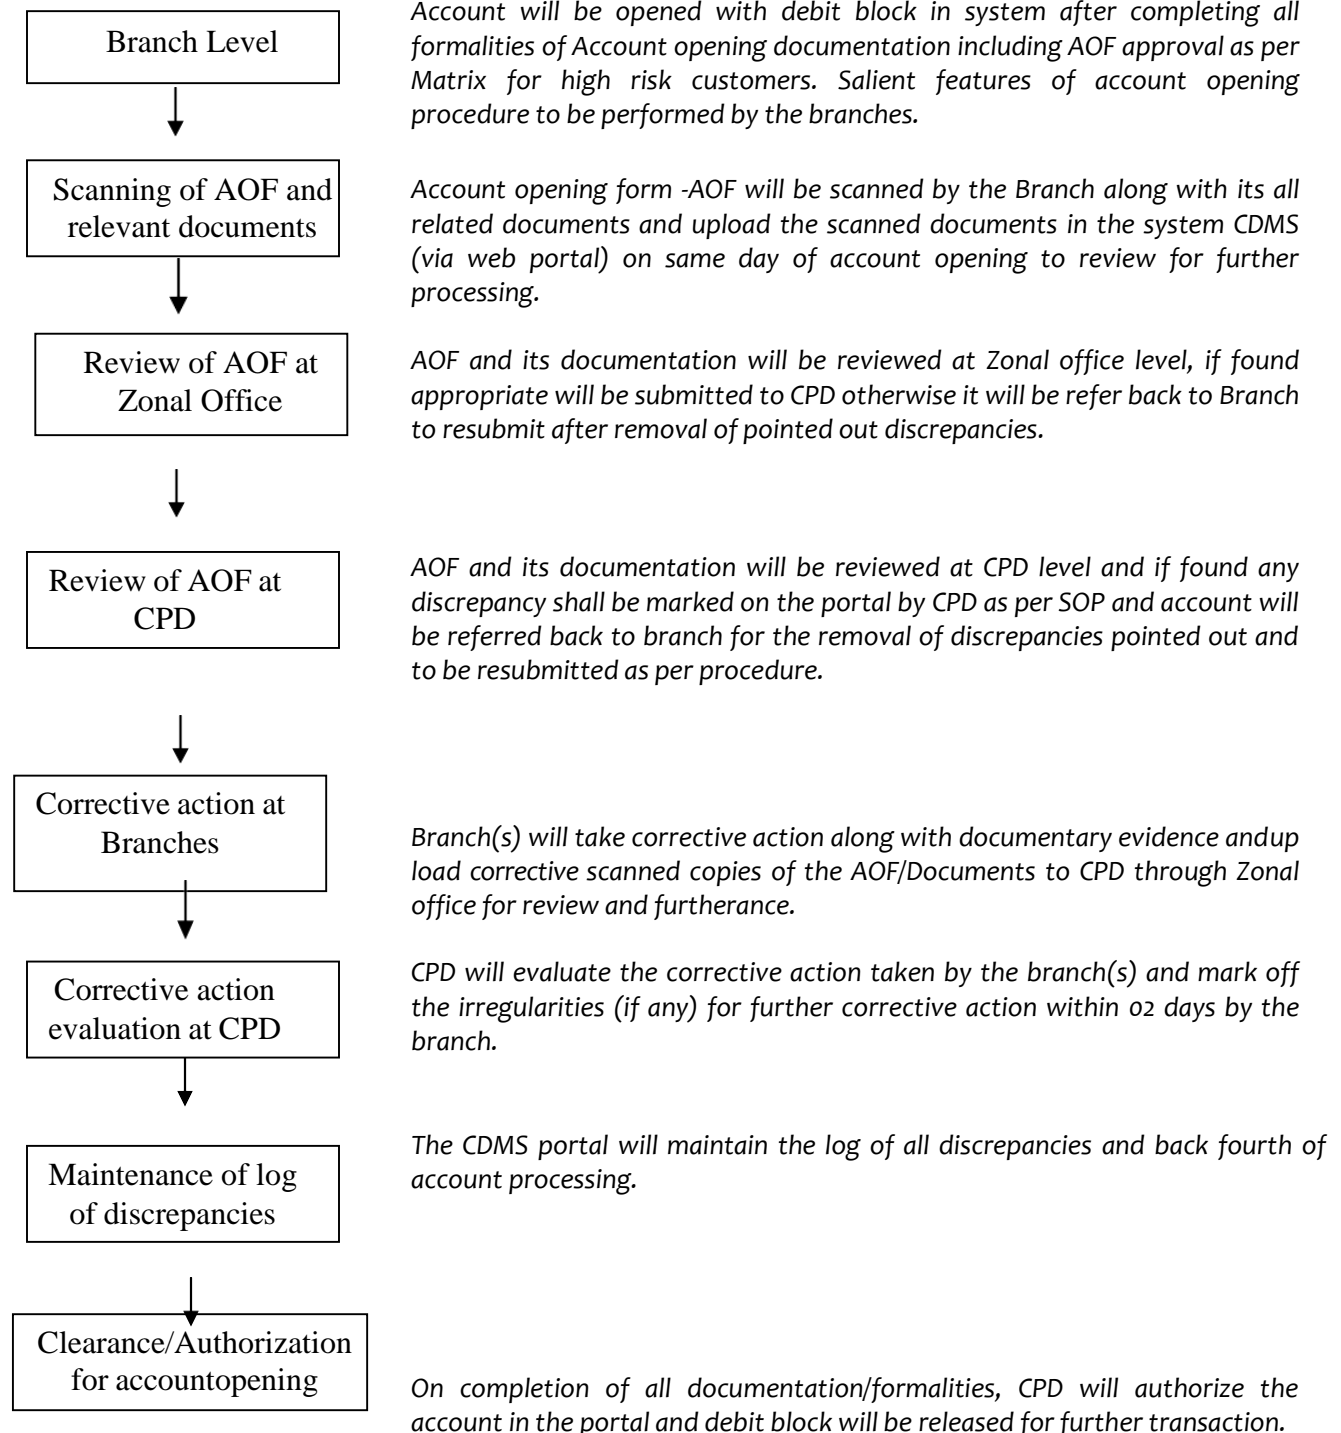 Branch Level
Account will be opened with debit block in system after completing all
formalities of Account opening documentation including AOF approval as per
Matrix for high risk customers. Salient features of account opening
procedure to be performed by the branches.
Scanning of AOF and
relevant documents
Account opening form -AOF will be scanned by the Branch along with its all
related documents and upload the scanned documents in the system CDMS
(via web portal) on same day of account opening to review for further
processing.
Review of AOF at
Zonal Office
AOF and its documentation will be reviewed at Zonal office level, if found
appropriate will be submitted to CPD otherwise it will be refer back to Branch
to resubmit after removal of pointed out discrepancies.
Review of AOF at
CPD
AOF and its documentation will be reviewed at CPD level and if found any
discrepancy shall be marked on the portal by CPD as per SOP and account will
be referred back to branch for the removal of discrepancies pointed out and
to be resubmitted as per procedure.
Corrective action at
Branches
Branch(s) will take corrective action along with documentary evidence andup
load corrective scanned copies of the AOF/Documents to CPD through Zonal
office for review and furtherance.
Corrective action
evaluation at CPD
CPD will evaluate the corrective action taken by the branch(s) and mark off
the irregularities (if any) for further corrective action within 02 days by the
branch.
Maintenance of log
of discrepancies
The CDMS portal will maintain the log of all discrepancies and back fourth of
account processing.
Clearance/Authorization
for accountopening
On completion of all documentation/formalities, CPD will authorize the
account in the portal and debit block will be released for further transaction.